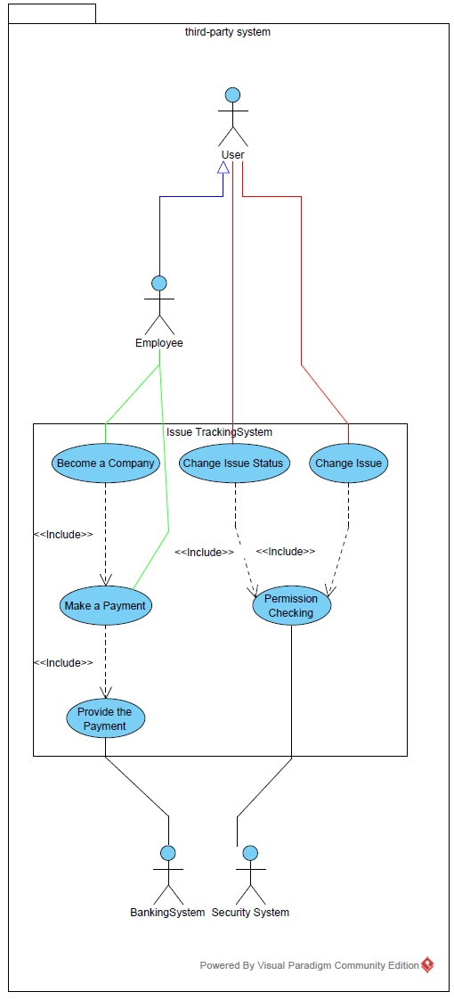 third-party system
User
Employee
Issue TrackingSystem
Become a Company
Change Issue Status
Change Issue
<<Include>>
<<Include>>
<<Include>>
Make a Payment
Permission
Checking
<<Include>>
Provide the
Payment
BankingSystem
Security System
Powered By Visual Paradigm Community Edition